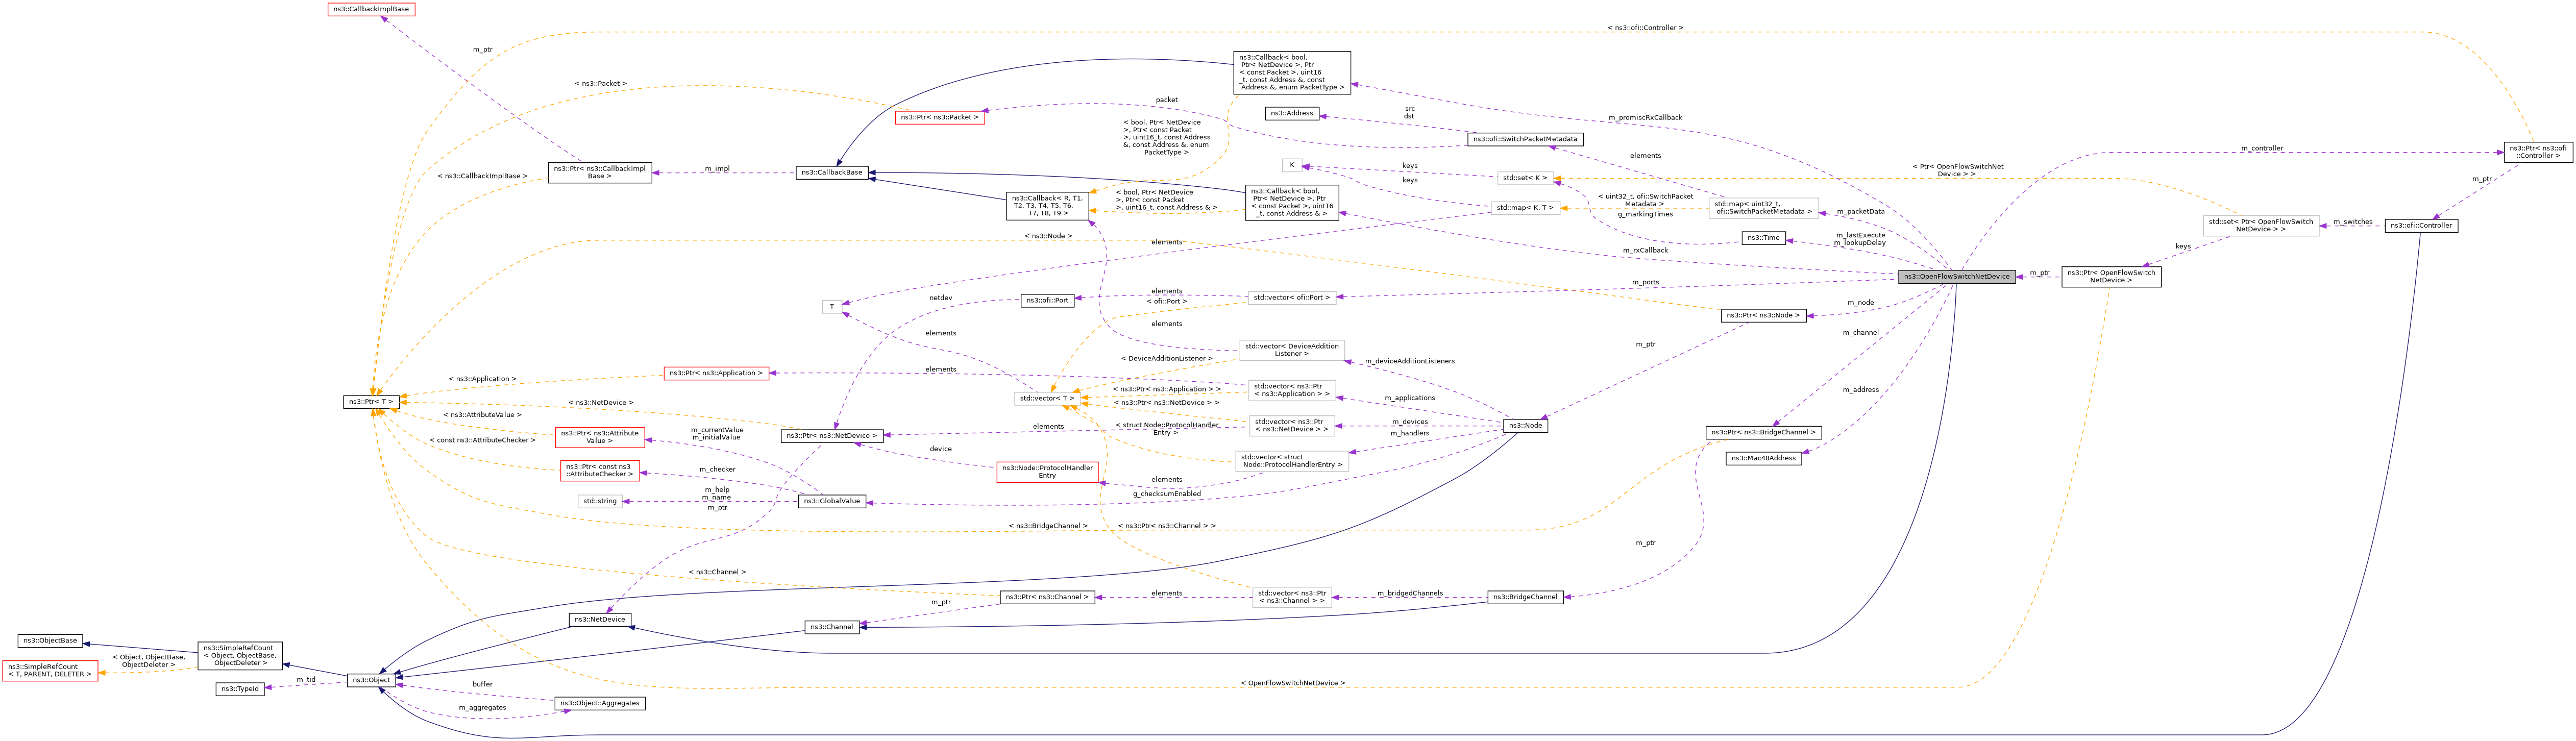 ns3::CallbackImplBase
< ns3::ofi::Controller >
m_ptr
ns3::Callback< bool,
Ptr< NetDevice >, Ptr
< const Packet >, uint16
_t, const Address &, const
Address &, enum PacketType >
< ns3::Packet >
packet
ns3::Ptr< ns3::Packet >
ns3::Address
src
dst
m_promiscRxCallback
< bool, Ptr< NetDevice
>, Ptr< const Packet
>, uint16_t, const Address
&, const Address &, enum
PacketType >
ns3::ofi::SwitchPacketMetadata
elements
m_controller
ns3::Ptr< ns3::ofi
::Controller >
ns3::Ptr< ns3::CallbackImpl
Base >
m_impl
ns3::CallbackBase
K
keys
keys
std::set< K >
< Ptr< OpenFlowSwitchNet
Device > >
m_ptr
< ns3::CallbackImplBase >
ns3::Callback< R, T1,
T2, T3, T4, T5, T6,
T7, T8, T9 >
< bool, Ptr< NetDevice
>, Ptr< const Packet
>, uint16_t, const Address & >
ns3::Callback< bool,
Ptr< NetDevice >, Ptr
< const Packet >, uint16
_t, const Address & >
std::map< K, T >
< uint32_t, ofi::SwitchPacket
Metadata >
g_markingTimes
std::map< uint32_t,
ofi::SwitchPacketMetadata >
m_packetData
std::set< Ptr< OpenFlowSwitch
NetDevice > >
m_switches
ns3::ofi::Controller
< ns3::Node >
elements
ns3::Time
m_lastExecute
m_lookupDelay
keys
m_rxCallback
ns3::OpenFlowSwitchNetDevice
m_ptr
ns3::Ptr< OpenFlowSwitch
NetDevice >
netdev
ns3::ofi::Port
elements
< ofi::Port >
std::vector< ofi::Port >
m_ports
T
elements
elements
ns3::Ptr< ns3::Node >
m_node
m_channel
std::vector< DeviceAddition
Listener >
m_ptr
< DeviceAdditionListener >
m_deviceAdditionListeners
ns3::Ptr< ns3::Application >
elements
< ns3::Application >
< ns3::Ptr< ns3::Application > >
std::vector< ns3::Ptr
< ns3::Application > >
m_applications
m_address
ns3::Ptr< T >
< ns3::NetDevice >
std::vector< T >
< ns3::Ptr< ns3::NetDevice > >
< ns3::AttributeValue >
std::vector< ns3::Ptr
< ns3::NetDevice > >
m_devices
ns3::Node
ns3::Ptr< ns3::Attribute
Value >
m_currentValue
m_initialValue
ns3::Ptr< ns3::NetDevice >
elements
< struct Node::ProtocolHandler
Entry >
m_handlers
ns3::Ptr< ns3::BridgeChannel >
< const ns3::AttributeChecker >
device
std::vector< struct
Node::ProtocolHandlerEntry >
ns3::Mac48Address
ns3::Ptr< const ns3
::AttributeChecker >
m_checker
ns3::Node::ProtocolHandler
Entry
elements
std::string
m_help
m_name
m_ptr
ns3::GlobalValue
g_checksumEnabled
< ns3::BridgeChannel >
< ns3::Ptr< ns3::Channel > >
m_ptr
< ns3::Channel >
ns3::Ptr< ns3::Channel >
elements
std::vector< ns3::Ptr
< ns3::Channel > >
m_bridgedChannels
ns3::BridgeChannel
m_ptr
ns3::NetDevice
ns3::Channel
ns3::ObjectBase
ns3::SimpleRefCount
< Object, ObjectBase,
ObjectDeleter >
ns3::SimpleRefCount
< T, PARENT, DELETER >
< Object, ObjectBase,
ObjectDeleter >
ns3::TypeId
m_tid
ns3::Object
buffer
< OpenFlowSwitchNetDevice >
ns3::Object::Aggregates
m_aggregates